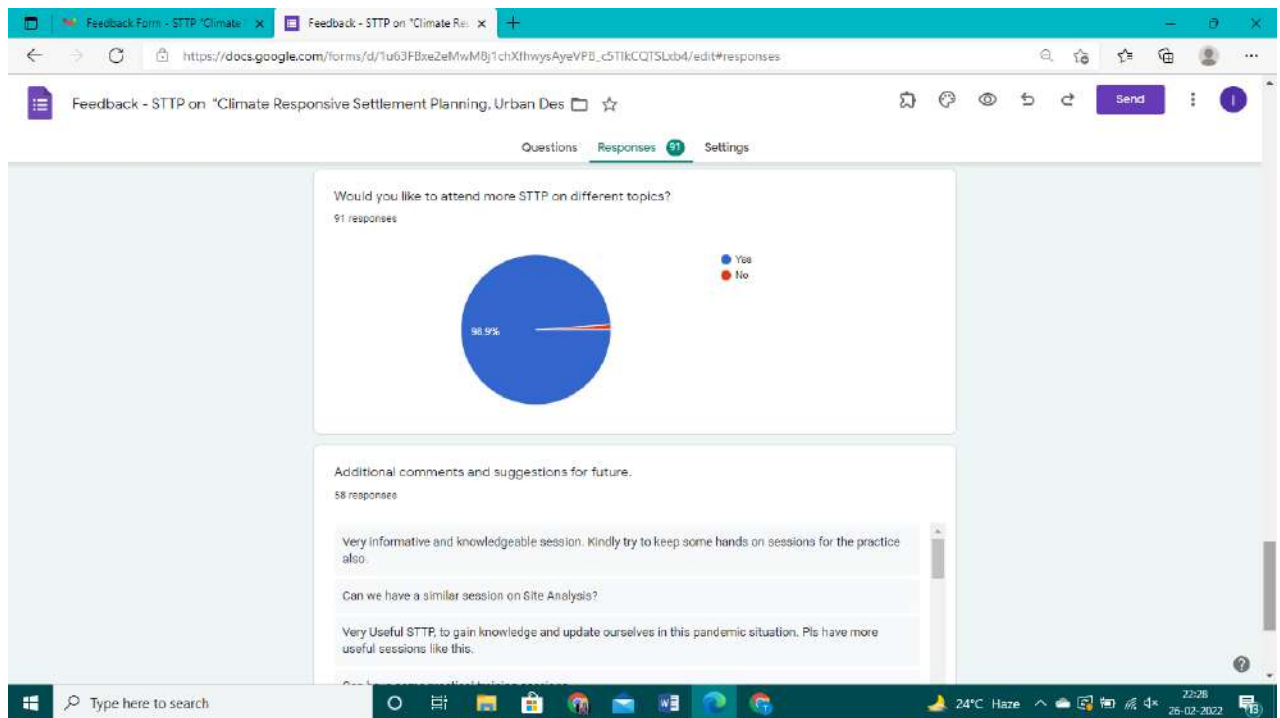 Feedback Form - STTP "Climate
Feedback - STTP on "Climate Re
https://docs.google.com/forms/d/
/edit#responses
Feedback - STTP on "Climate Responsive Settlement Planning, Urban Des
Send
I
Questions
Responses 91
Settings
Would you like to attend more STTP on different topics?
91 responses
Yes
No
98.9%
Additional comments and suggestions for future.
58 responses
Very informative and knowledgeable session. Kindly try to keep some hands on sessions for the practice
also.
Can we have a similar session on Site Analysis?
Very Useful STTP, to gain knowledge and update ourselves in this pandemic situation. Pls have more
useful sessions like this.
Type here to search
24°C Haze
22:28
26-02-2022